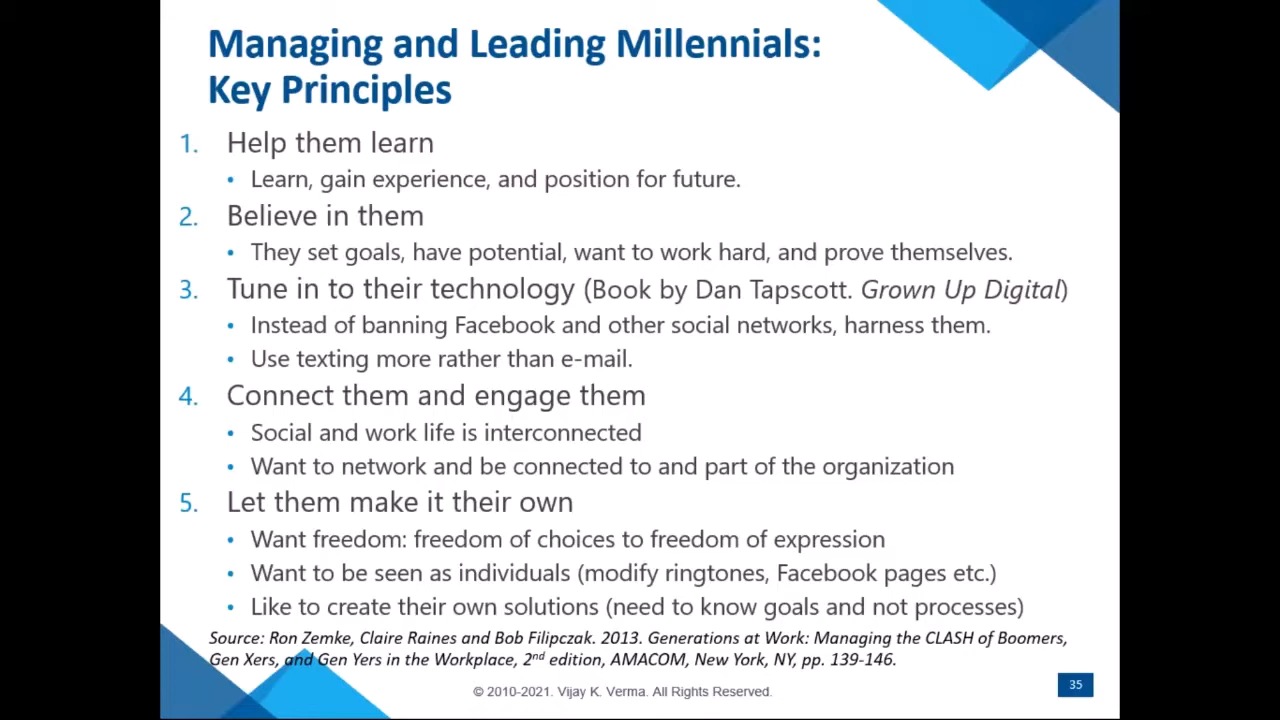 Managing and Leading Millennials:
Key Principles
1. Help them learn
• Learn, gain experience, and position for future.
2. Believe in them
• They set goals, have potential, want to work hard, and prove themselves.
3. Tune in to their technology (Book by Dan Tapscott. Grown Up Digital)
• Instead of banning Facebook and other social networks, harness them.
• Use texting more rather than e-mail.
4. Connect them and engage them
• Social and work life is interconnected
• Want to network and be connected to and part of the organization
5. Let them make it their own
• Want freedom: freedom of choices to freedom of expression
• Want to be seen as individuals (modify ringtones, Facebook pages etc.)
• Like to create their own solutions (need to know goals and not processes)
Source: Ron Zemke, Claire Raines and Bob Filipczak. 2013. Generations at Work: Managing the CLASH of Boomers,
Gen Xers, and Gen Yers in the Workplace, 2nd edition, AMACOM, New York, NY, pp. 139-146.
© 2010-2021. Vijay K. Verma. All Rights Reserved.
35